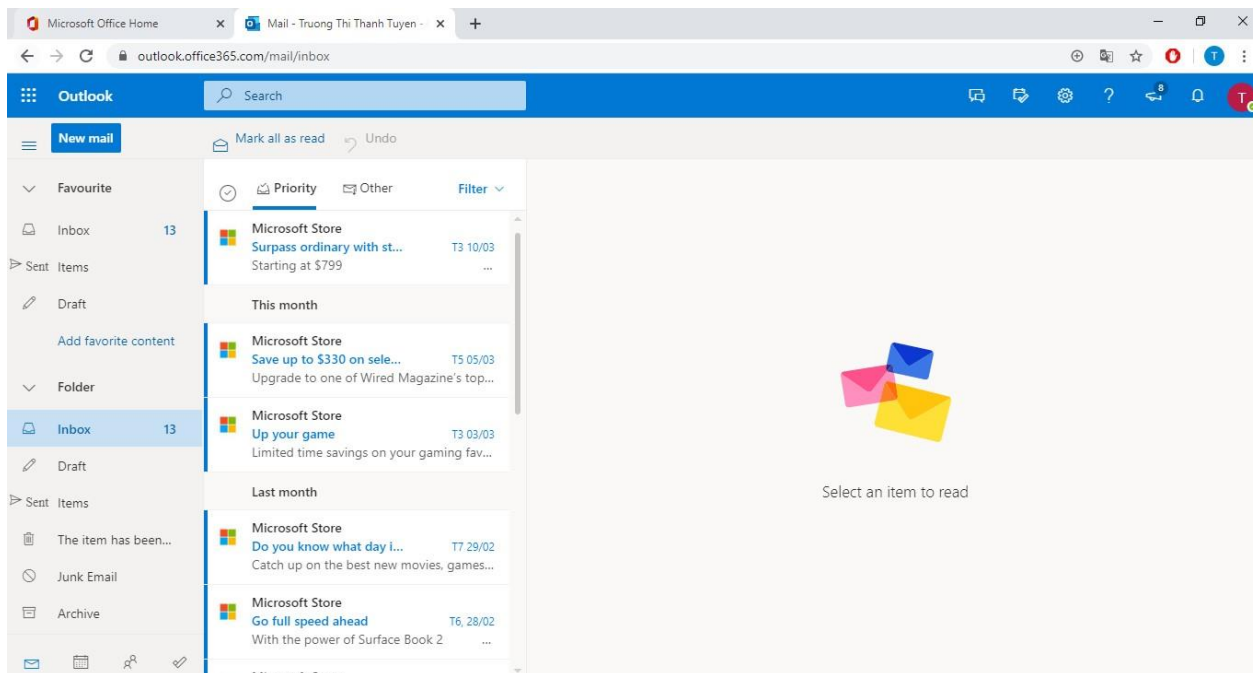 Microsoft Office Home
Mail - Truong Thi Thanh Tuyen -
outlook.office365.com/mail/inbox
T
Outlook
Search
8
T
New mail
Mark all as read
Undo
Favourite
Inbox 13
Sent Items
Draft
Add favorite content
Folder
Inbox 13
Draft
Sent Items
The item has been...
Junk Email
Archive
Priority
Other
Filter
Microsoft Store
Surpass ordinary with st... T3 10/03
Starting at $799 ...
This month
Microsoft Store
Save up to $330 on sele... T5 05/03
Upgrade to one of Wired Magazine's top...
Microsoft Store
Up your game T3 03/03
Limited time savings on your gaming fav...
Last month
Microsoft Store
Do you know what day i... T7 29/02
Catch up on the best new movies, games...
Microsoft Store
Go full speed ahead T6, 28/02
With the power of Surface Book 2 ...
Select an item to read